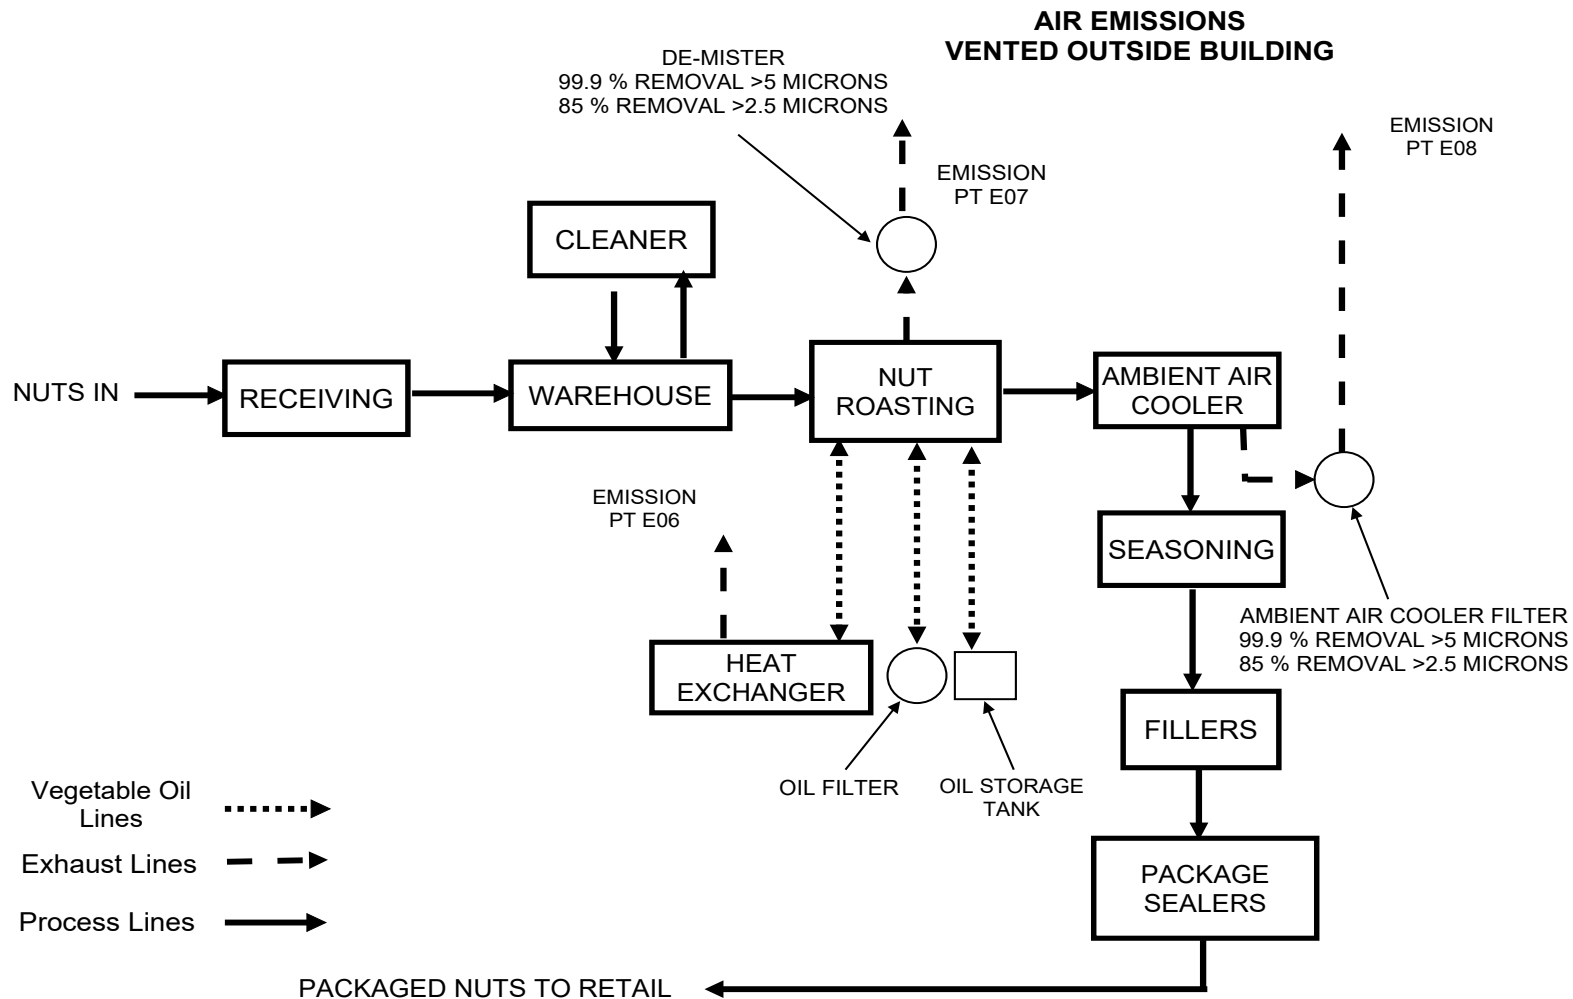 AIR EMISSIONS
VENTED OUTSIDE BUILDING
DE-MISTER
99.9 % REMOVAL >5 MICRONS
85 % REMOVAL >2.5 MICRONS
EMISSION
PT E08
EMISSION
PT E07
CLEANER
NUTS IN
RECEIVING
WAREHOUSE
NUT
ROASTING
AMBIENT AIR
COOLER
EMISSION
PT E06
SEASONING
AMBIENT AIR COOLER FILTER
99.9 % REMOVAL >5 MICRONS
85 % REMOVAL >2.5 MICRONS
HEAT
EXCHANGER
FILLERS
OIL FILTER
OIL STORAGE
TANK
Vegetable Oil
Lines
Exhaust Lines
PACKAGE
SEALERS
Process Lines
PACKAGED NUTS TO RETAIL